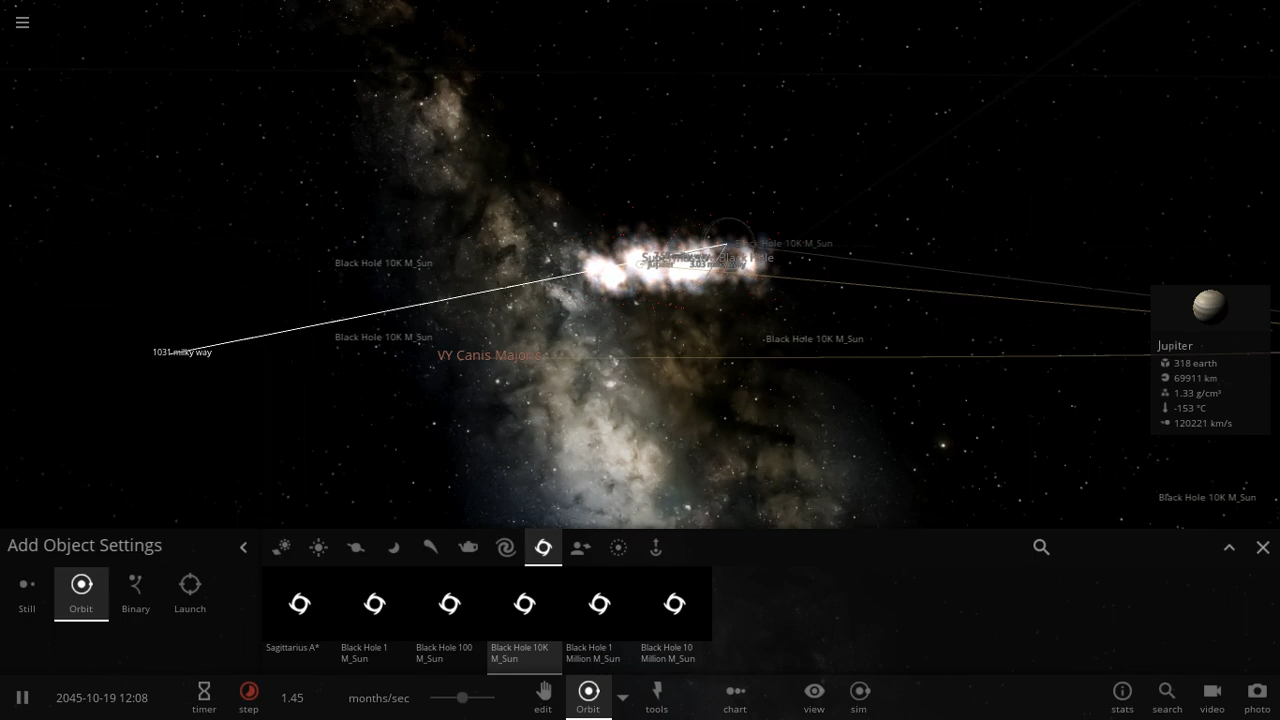 Black Hole 10K M_Sun
Black Hole 10K M_Sun
Black Hole
Jupiter
1031 milky way
Black Hole 10K M_Sun
Black Hole 10K M_Sun
VY Canis Majoris
Jupiter
318 earth
69911 km
1.33 g/cm³
-153 °C
120221 km/s
Black Hole 10K M_Sun
Add Object Settings
Still
Orbit
Binary
Launch
Sagittarius A*
Black Hole 1
M_Sun
Black Hole 100
M_Sun
Black Hole 10K
M_Sun
Black Hole 1
Million M_Sun
Black Hole 10
Million M_Sun
2045-10-19 12:08
timer
step
1.45
months/sec
edit
Orbit
tools
chart
view
sim
stats
search
video
photo